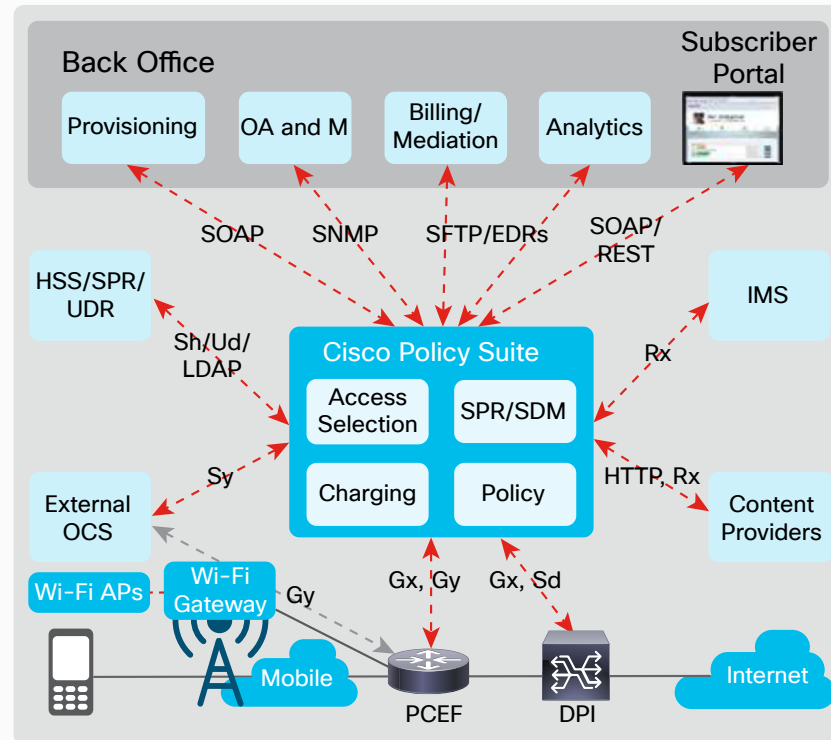 Back Office
Subscriber
Portal
Provisioning
OA and M
Billing/
Mediation
Analytics
SOAP
SNMP
SFTP/EDRs
SOAP/
REST
HSS/SPR/
UDR
IMS
Sh/Ud/
LDAP
Cisco Policy Suite
Rx
Access
Selection
SPR/SDM
Sy
HTTP, Rx
Charging
Policy
External
OCS
Content
Providers
Wi-Fi APs
Wi-Fi
Gateway
Gy
Gx, Gy
Gx, Sd
Mobile
Internet
PCEF
DPI